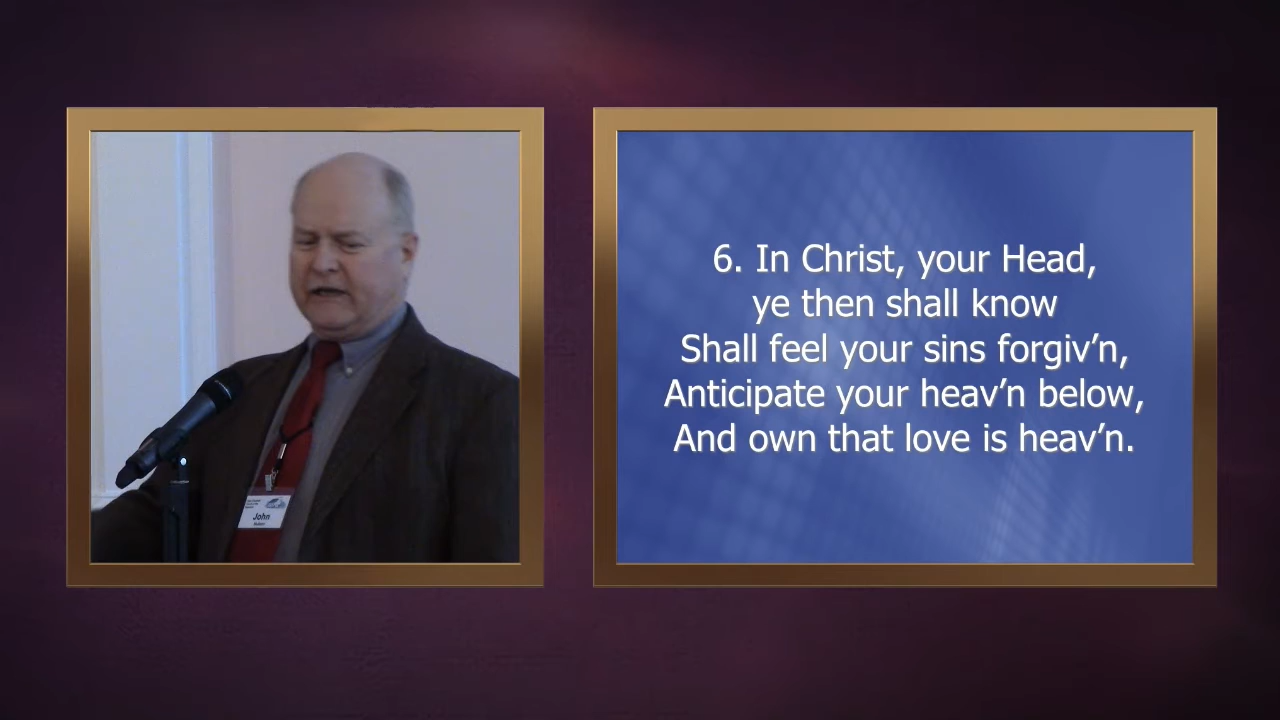 John
6. In Christ, your Head,
ye then shall know
Shall feel your sins forgiv’n,
Anticipate your heav’n below,
And own that love is heav’n.